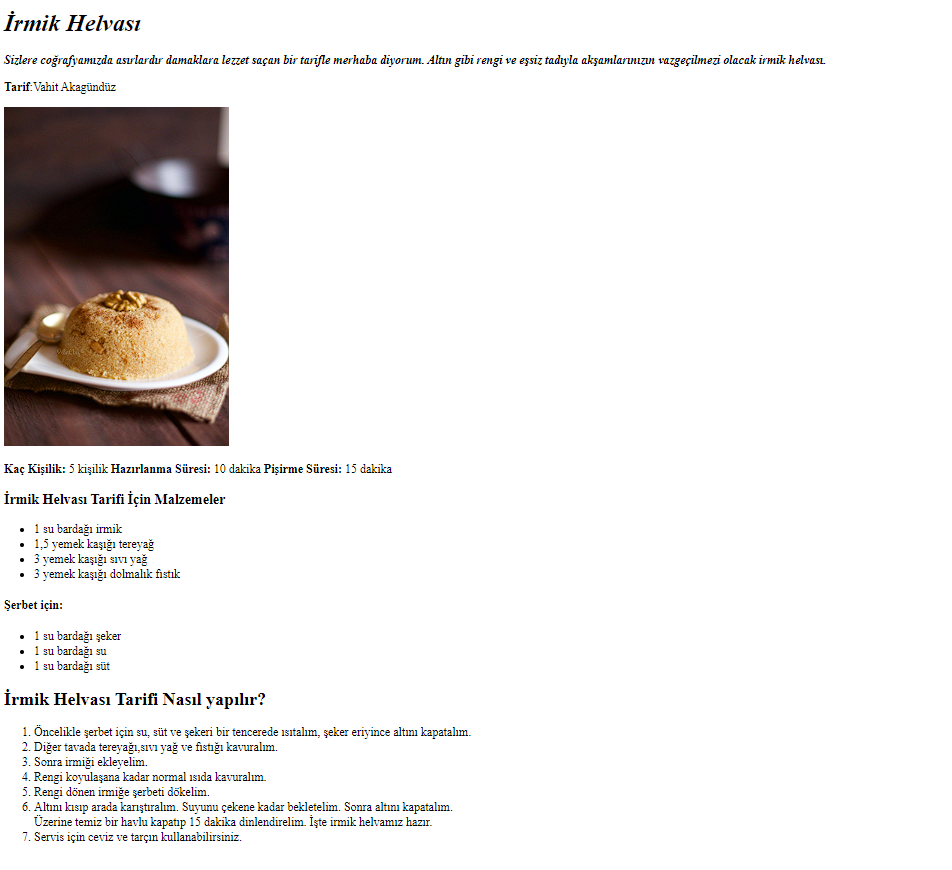 İrmik Helvası
Sizlere coğrafyamızda asırlardır damaklara lezzet saçan bir tarifle merhaba diyorum. Altın gibi rengi ve eşsiz tadıyla akşamlarınızın vazgeçilmezi olacak irmik helvası.
Tarif:Vahit Akagündüz
Kaç Kişilik: 5 kişilik Hazırlanma Süresi: 10 dakika Pişirme Süresi: 15 dakika
İrmik Helvası Tarifi İçin Malzemeler
• 1 su bardağı irmik
• 1,5 yemek kaşığı tereyağ
• 3 yemek kaşığı sıvı yağ
• 3 yemek kaşığı dolmalık fıstık
Şerbet için:
• 1 su bardağı şeker
• 1 su bardağı su
• 1 su bardağı süt
İrmik Helvası Tarifi Nasıl yapılır?
1. Öncelikle şerbet için su, süt ve şekeri bir tencerede ısıtalım, şeker eriyince altını kapatalım.
2. Diğer tavada tereyağı,sıvı yağ ve fıstığı kavuralım.
3. Sonra irmiği ekleyelim.
4. Rengi koyulaşana kadar normal ısıda kavuralım.
5. Rengi dönen irmiğe şerbeti dökelim.
6. Altını kısıp arada karıştıralım. Suyunu çekene kadar bekletelim. Sonra altını kapatalım.
Üzerine temiz bir havlu kapatıp 15 dakika dinlendirelim. İşte irmik helvamız hazır.
7. Servis için ceviz ve tarçın kullanabilirsiniz.